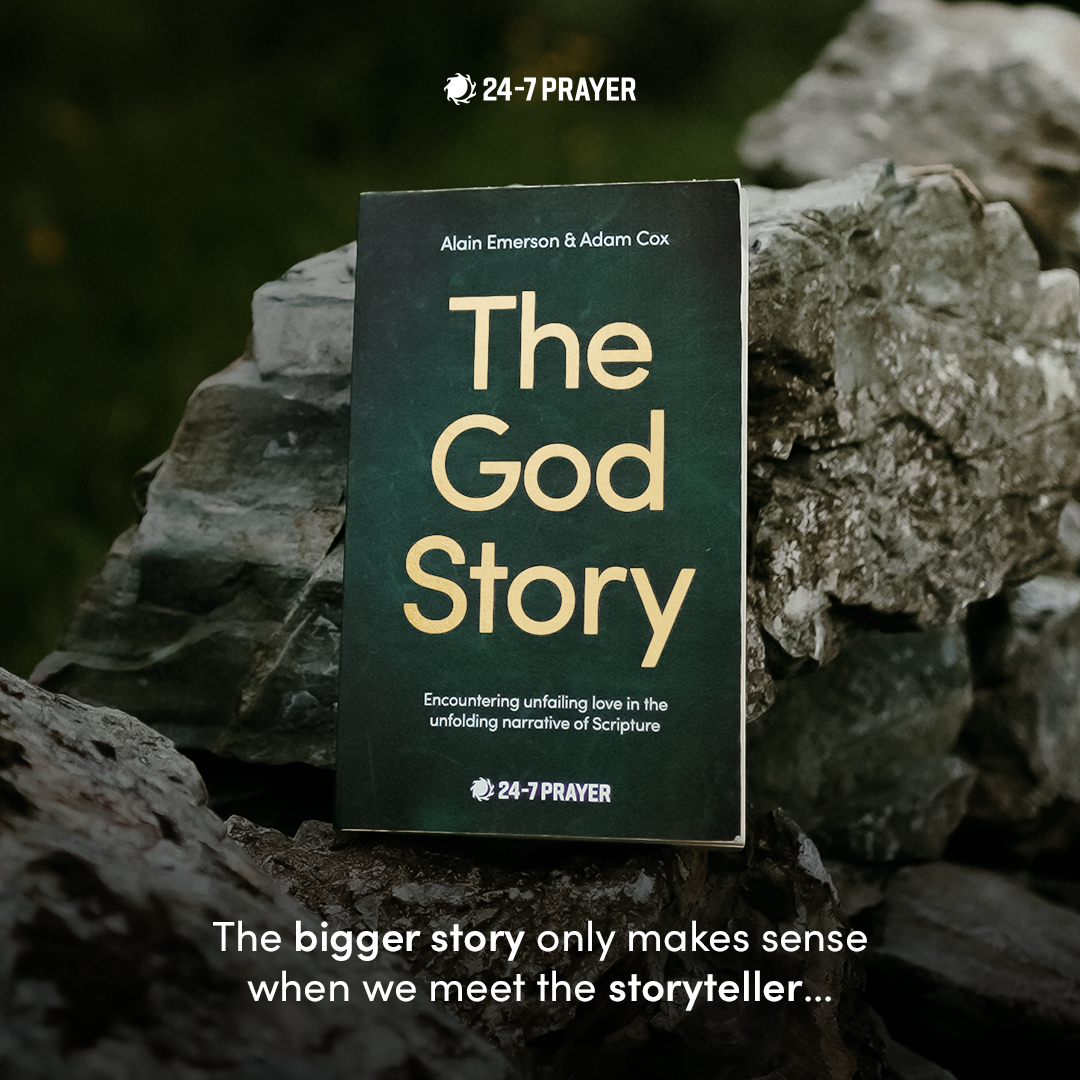 24-7 PRAYER
Alain Emerson & Adam Cox
The
God
Story
Encountering unfailing love in the
unfolding narrative of Scripture
24-7 PRAYER
The bigger story only makes sense
when we meet the storyteller...